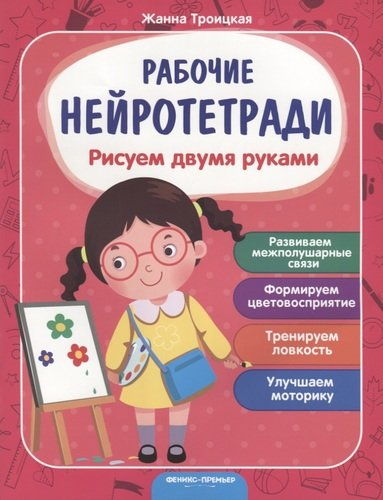 Жанна Троицкая
РАБОЧИЕ
НЕЙРОТЕТРАДИ
Рисуем двумя руками
Развиваем
межполушарные
связи
Формируем
цветовосприятие
Тренируем
ловкость
Улучшаем
моторику
ФЕНИКС-ПРЕМЬЕР